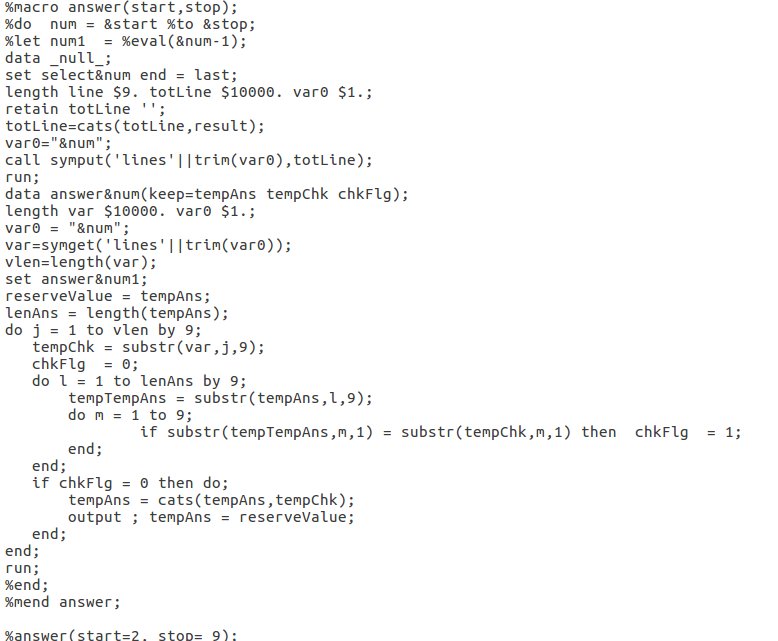 %macro answer(start,stop);
%do  num = &start %to &stop;
%let num1  = %eval(&num-1);
data _null_;
set select&num end = last;
length line $9. totLine $10000. var0 $1.;
retain totLine '';
totLine=cats(totLine,result);
var0="&num";
call symput('lines'||trim(var0),totLine);
run;
data answer&num(keep=tempAns tempChk chkFlg);
length var $10000. var0 $1.;
var0 = "&num";
var=symget('lines'||trim(var0));
vlen=length(var);
set answer&num1;
reserveValue = tempAns;
lenAns = length(tempAns);
do j = 1 to vlen by 9;
   tempChk = substr(var,j,9);
   chkFlg  = 0;
   do l = 1 to lenAns by 9;
       tempTempAns = substr(tempAns,l,9);
       do m = 1 to 9;
               if substr(tempTempAns,m,1) = substr(tempChk,m,1) then  chkFlg  = 1;
       end;
   end;
   if chkFlg = 0 then do;
       tempAns = cats(tempAns,tempChk);
       output ; tempAns = reserveValue;
   end;
end;
run;
%end;
%mend answer;

%answer(start=2, stop= 9);